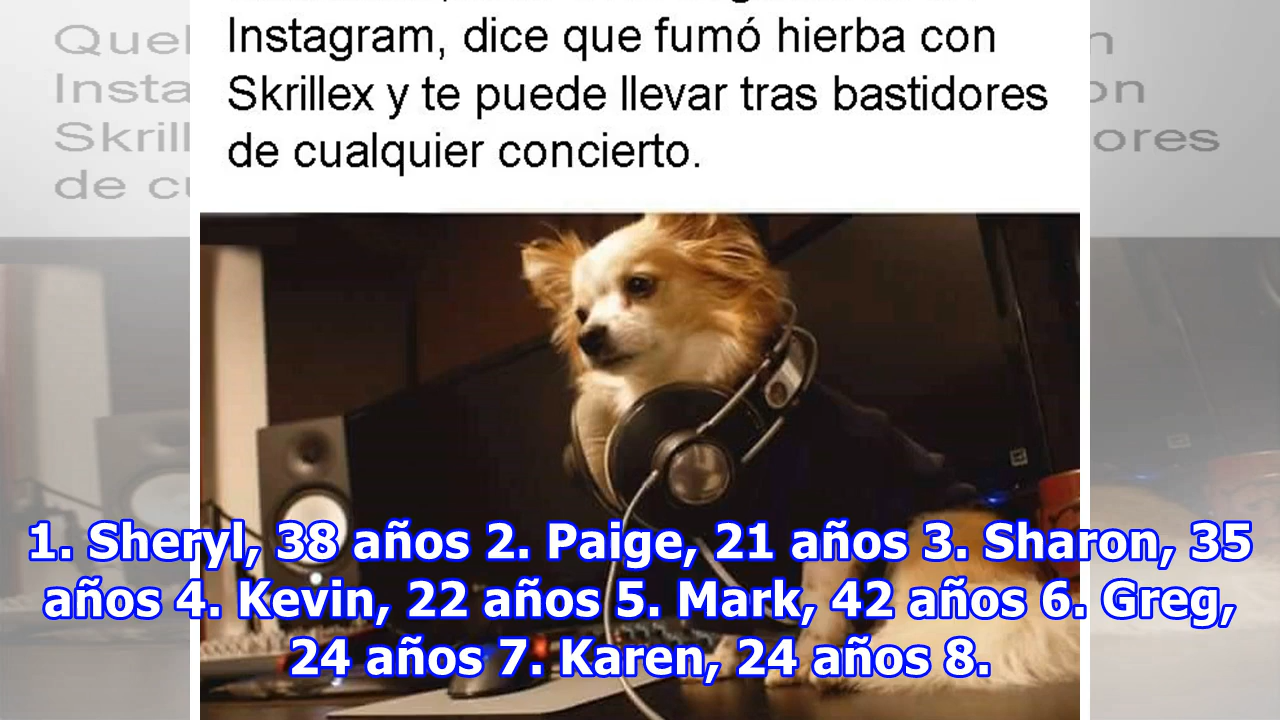 Instagram, dice que fumó hierba con
Skrillex y te puede llevar tras bastidores
de cualquier concierto.
1. Sheryl, 38 años 2. Paige, 21 años 3. Sharon, 35
años 4. Kevin, 22 años 5. Mark, 42 años 6. Greg,
24 años 7. Karen, 24 años 8.